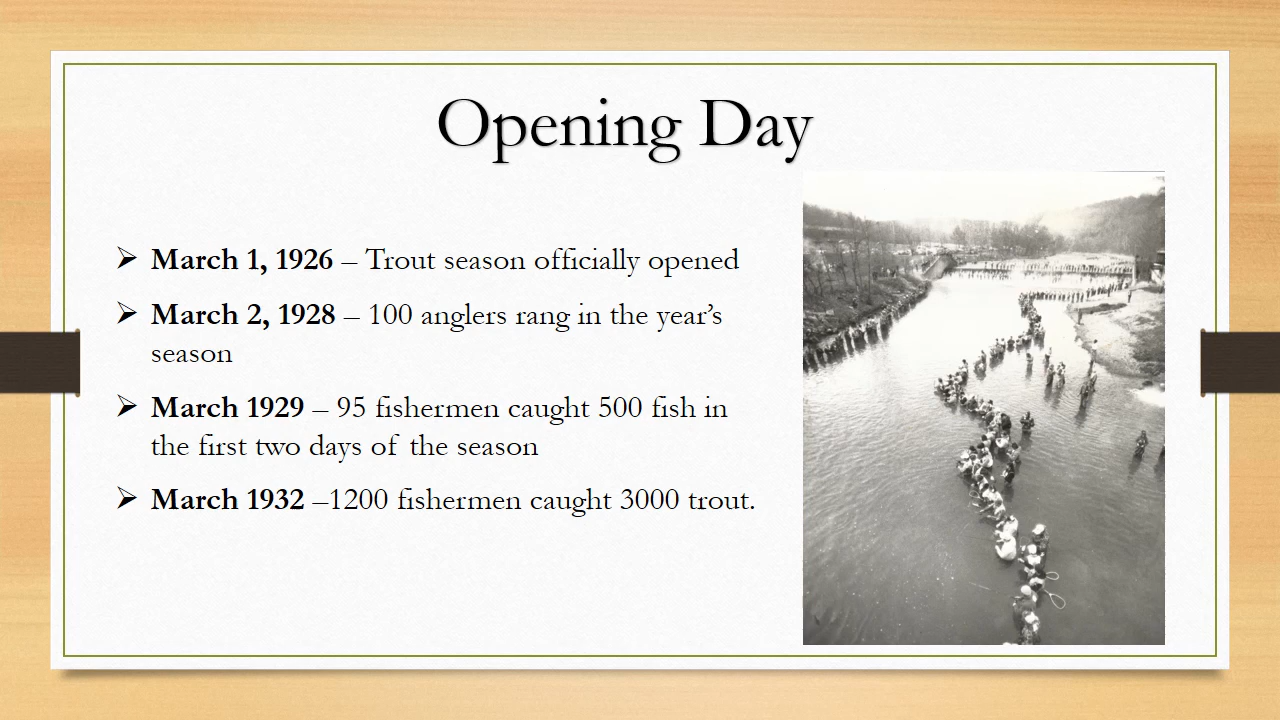 Opening Day
March 1, 1926 – Trout season officially opened
March 2, 1928 – 100 anglers rang in the year’s
season
March 1929 – 95 fishermen caught 500 fish in
the first two days of the season
March 1932 –1200 fishermen caught 3000 trout.